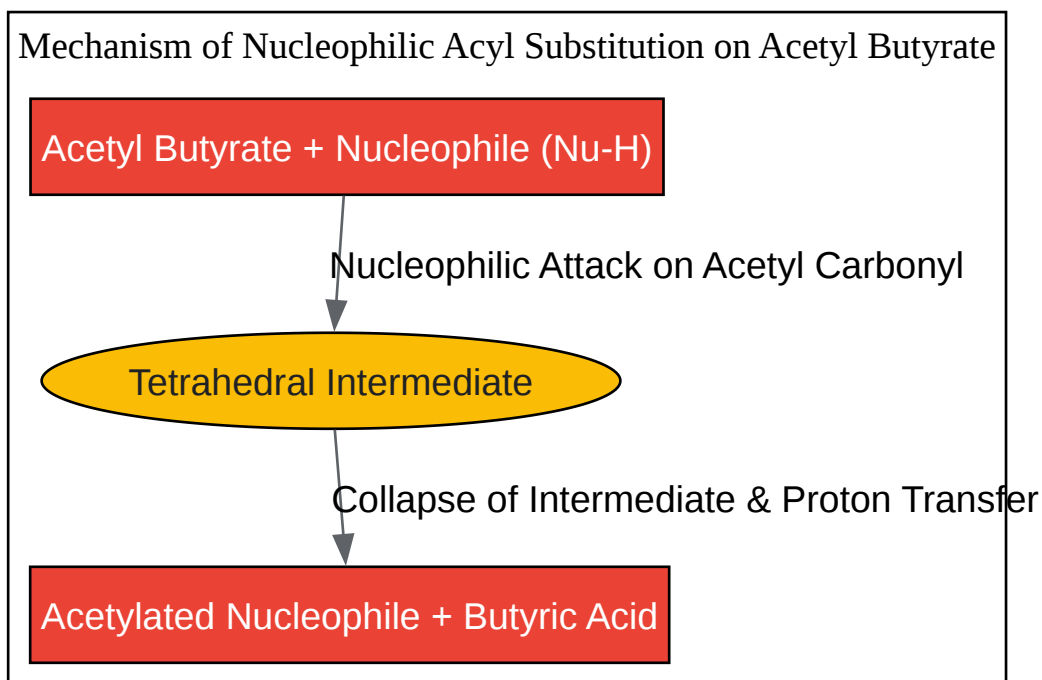 Mechanism of Nucleophilic Acyl Substitution on Acetyl Butyrate
Acetyl Butyrate + Nucleophile (Nu-H)
Nucleophilic Attack on Acetyl Carbonyl
Tetrahedral Intermediate
Collapse of Intermediate & Proton Transfer
Acetylated Nucleophile + Butyric Acid